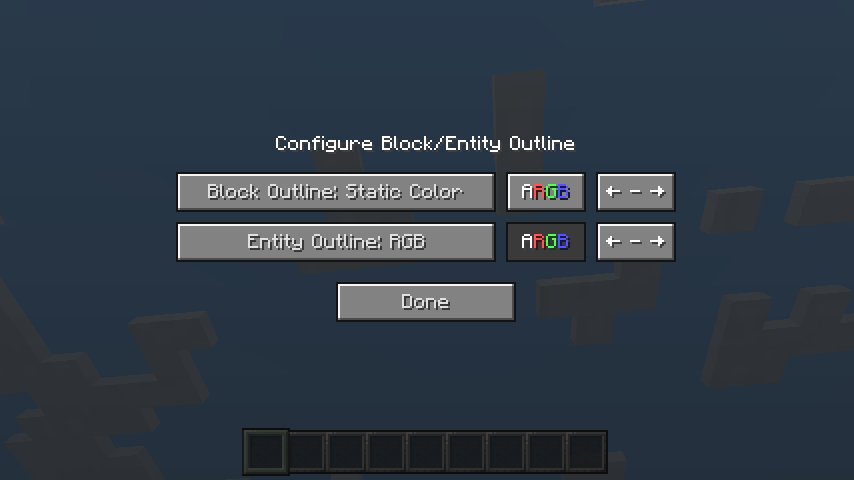 Configure Block/Entity Outline
Block Outline: Static Color ARGB ← – →
Entity Outline: RGB ARGB ← – →
Done